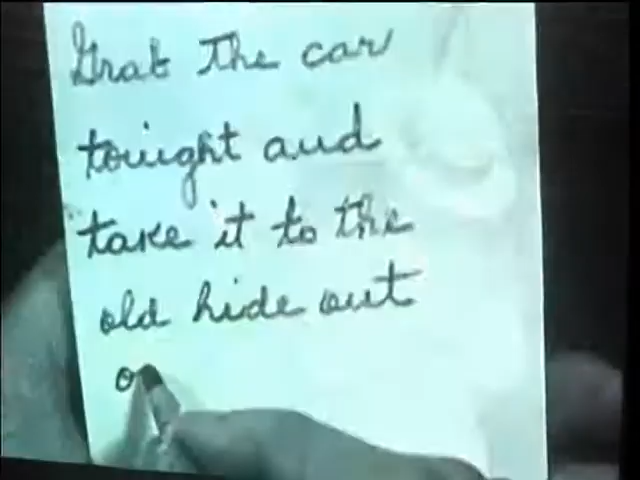 Grab the car
tonight and
take it to the
old hide out
o